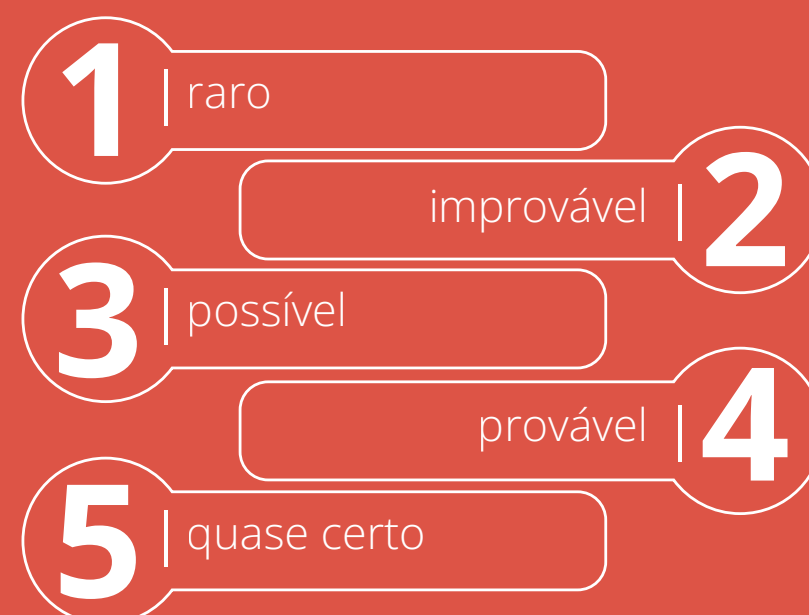 1 | raro
improvável | 2
3 | possível
provável | 4
5 | quase certo